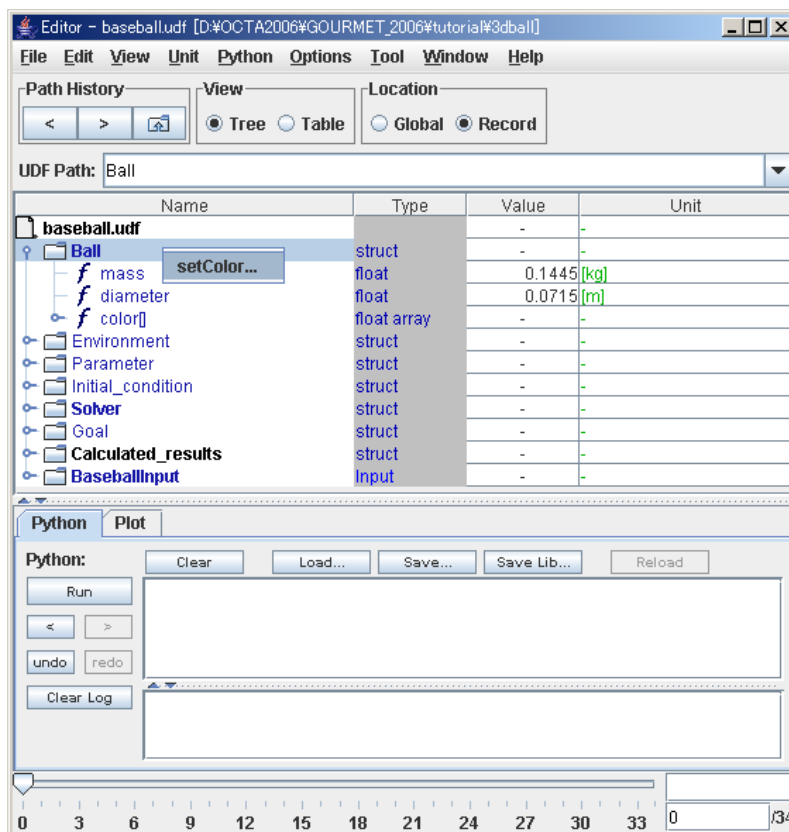 Editor - baseball.udf [D:¥OCTA2006¥GOURMET_2006¥tutorial¥3dball]
File Edit View Unit Python Options Tool Window Help
Path History View Location
< > Tree Table Global Record
UDF Path: Ball
Name Type Value Unit
baseball.udf - -
Ball struct - -
setColor...
f mass float 0.1445 [kg]
f diameter float 0.0715 [m]
f color[] float array - -
Environment struct - -
Parameter struct - -
Initial_condition struct - -
Solver struct - -
Goal struct - -
Calculated_results struct - -
BaseballInput Input - -
Python Plot
Python: Clear Load... Save... Save Lib... Reload
Run
< >
undo redo
Clear Log
0 3 6 9 12 15 18 21 24 27 30 33 0 /34